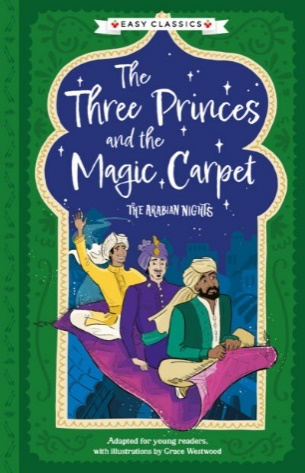 EASY CLASSICS
The
Three Princes
and the
Magic Carpet
THE ARABIAN NIGHTS
Adapted for young readers,
with illustrations by Grace Westwood